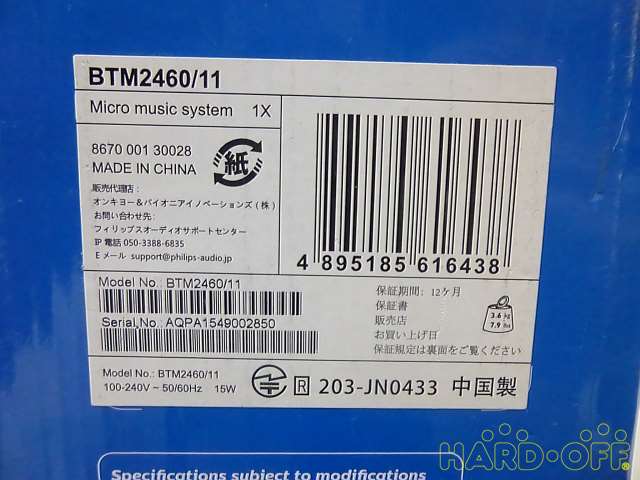 BTM2460/11
Micro music system 1X
8670 001 30028
MADE IN CHINA
紙
販売代理店：
オンキヨー＆パイオニアイノベーションズ（株）
お問い合わせ先：
フィリップスオーディオサポートセンター
IP 電話 050-3388-6835
Eメール support@philips-audio.jp
4 895185 616438
Model No.: BTM2460/11
Serial,No.: AQPA1549002850
保証期間: 12ヶ月
保証書
販売店
お買い上げ日
保証規定は裏面をご覧ください。
3.6 kg
7.9 lbs
Model No.: BTM2460/11
100-240V ~ 50/60Hz 15W
R 203-JN0433 中国製
Specifications subject to modifications
HARD-OFF